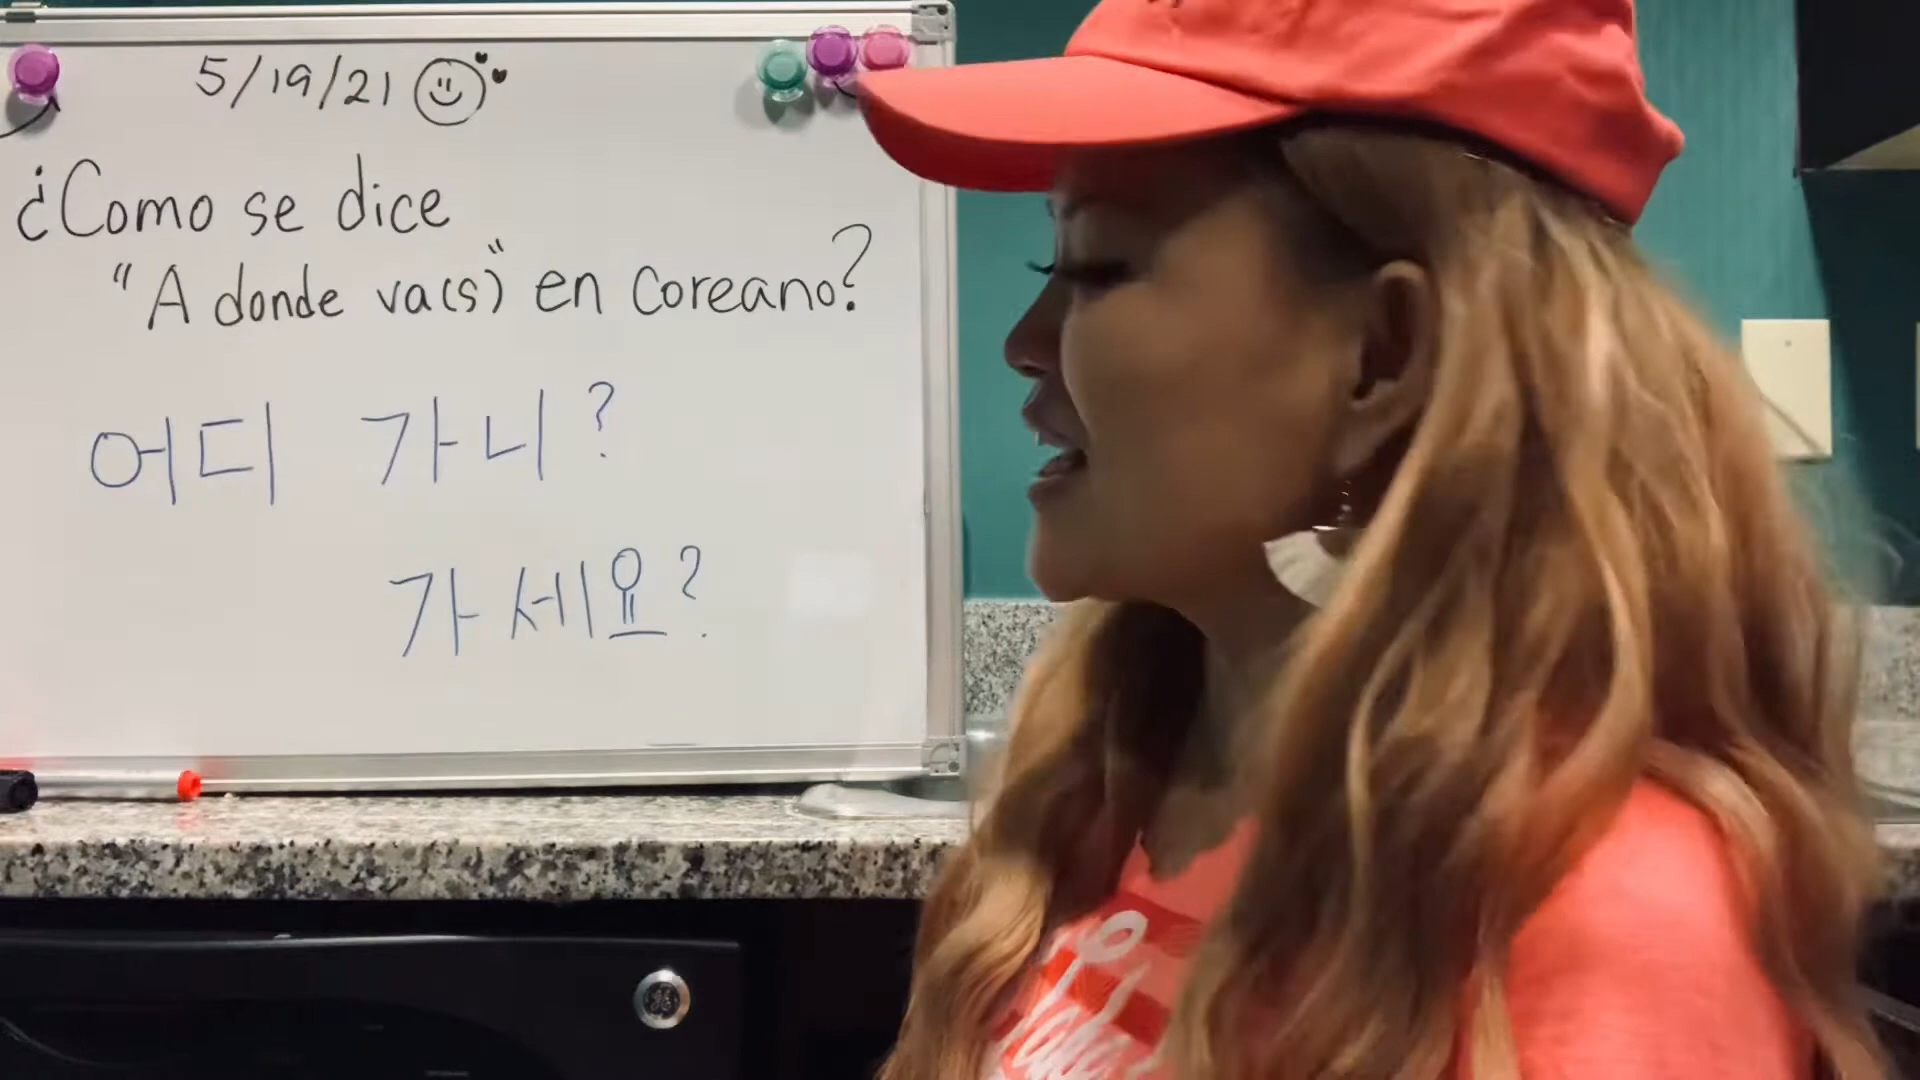 5/19/21
¿Como se dice
"A donde va(s)" en Coreano?
어디 가니?
가세요?